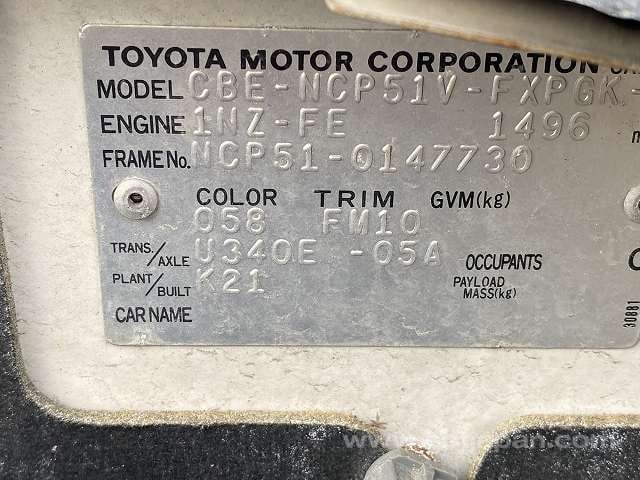 TOYOTA MOTOR CORPORATION
MODEL CBE-NCP51V-FXPGK-
ENGINE 1NZ-FE 1496
FRAME No. NCP51-0147730
COLOR TRIM GVM(kg)
058 FM10
TRANS./AXLE U340E -05A OCCUPANTS
PLANT/BUILT K21 PAYLOAD MASS(kg)
CAR NAME
30881